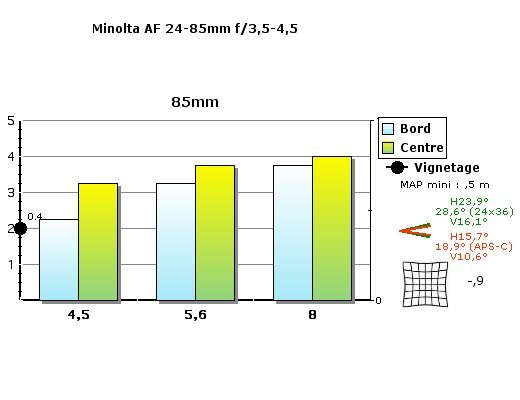 Minolta AF 24-85mm f/3,5-4,5
85mm
5
4
3
2
1
0.4
0
4,5
5,6
8
Bord
Centre
Vignetage
MAP mini : ,5 m
H23,9°
28,6° (24x36)
V16,1°
H15,7°
18,9° (APS-C)
V10,6°
-,9